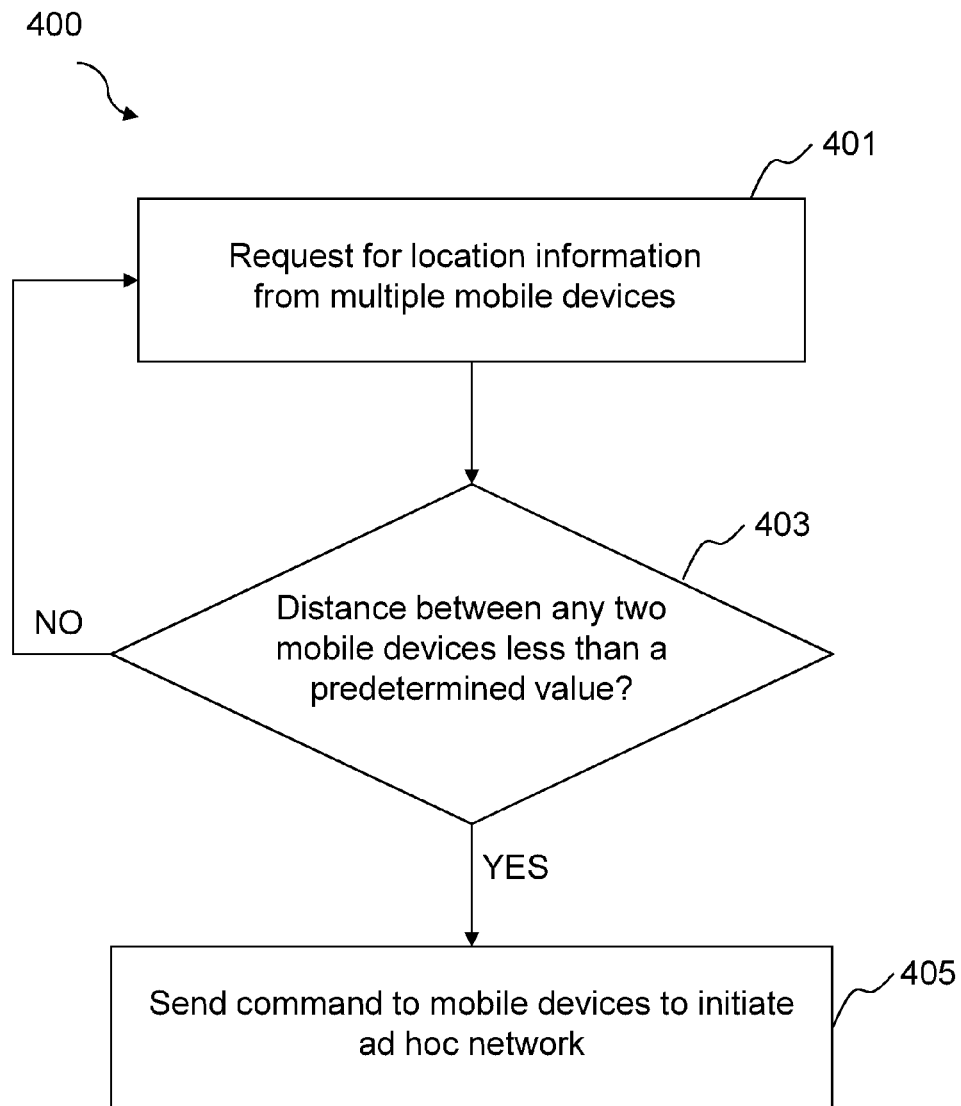 400
401
Request for location information
from multiple mobile devices
403
Distance between any two
mobile devices less than a
predetermined value?
NO
YES
405
Send command to mobile devices to initiate
ad hoc network